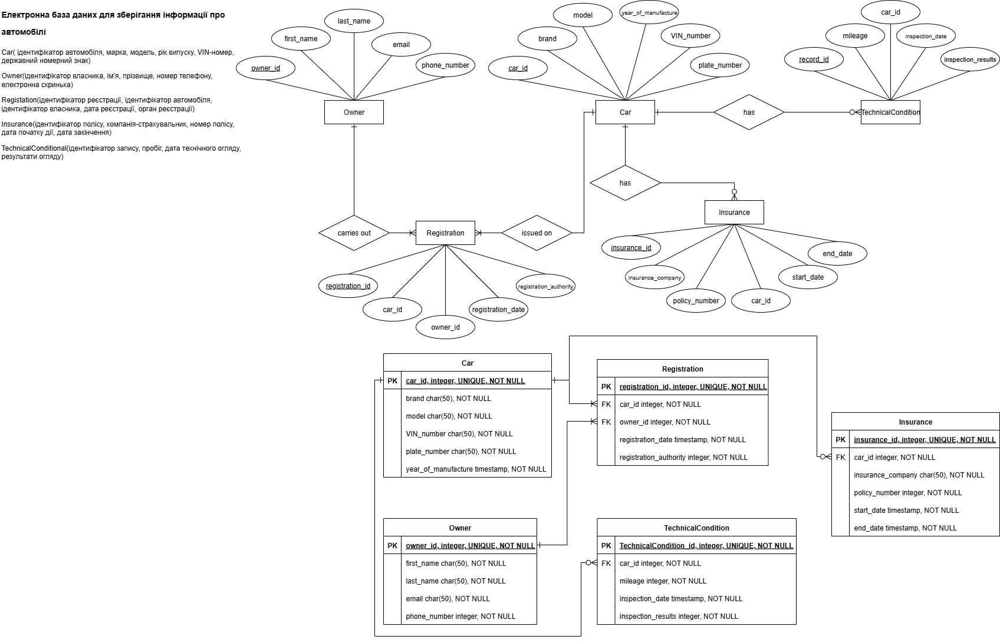 Електронна база даних для зберігання інформації про
автомобілі
Car( ідентифікатор автомобіля, марка, модель, рік випуску, VIN-номер,
державний номерний знак)
Owner(ідентифікатор власника, ім'я, прізвище, номер телефону,
електронна скринька)
Registation(ідентифікатор реєстрації, ідентифікатор автомобіля,
ідентифікатор власника, дата реєстрації, орган реєстрації)
Insurance(ідентифікатор полісу, компанія-страхувальник, номер полісу,
дата початку дії, дата закінчення)
TechnicalConditional(ідентифікатор запису, пробіг, дата технічного огляду,
результати огляду)
owner_id
first_name
last_name
email
phone_number
Owner
car_id
brand
model
year_of_manufacture
VIN_number
plate_number
Car
has
record_id
mileage
car_id
inspection_date
inspection_results
TechnicalCondition
has
Insurance
insurance_id
insurance_company
policy_number
car_id
start_date
end_date
carries out
Registration
issued on
registration_id
car_id
owner_id
registration_date
registration_authority
Car
PK car_id, integer, UNIQUE, NOT NULL
brand char(50), NOT NULL
model char(50), NOT NULL
VIN_number char(50), NOT NULL
plate_number char(50), NOT NULL
year_of_manufacture timestamp, NOT NULL
Registration
PK registration_id, integer, UNIQUE, NOT NULL
FK car_id integer, NOT NULL
FK owner_id integer, NOT NULL
registration_date timestamp, NOT NULL
registration_authority integer, NOT NULL
Insurance
PK insurance_id, integer, UNIQUE, NOT NULL
FK car_id integer, NOT NULL
insurance_company char(50), NOT NULL
policy_number integer, NOT NULL
start_date timestamp, NOT NULL
end_date timestamp, NOT NULL
Owner
PK owner_id, integer, UNIQUE, NOT NULL
first_name char(50), NOT NULL
last_name char(50), NOT NULL
email char(50), NOT NULL
phone_number integer, NOT NULL
TechnicalCondition
PK TechnicalCondition_id, integer, UNIQUE, NOT NULL
FK car_id integer, NOT NULL
mileage integer, NOT NULL
inspection_date timestamp, NOT NULL
inspection_results integer, NOT NULL